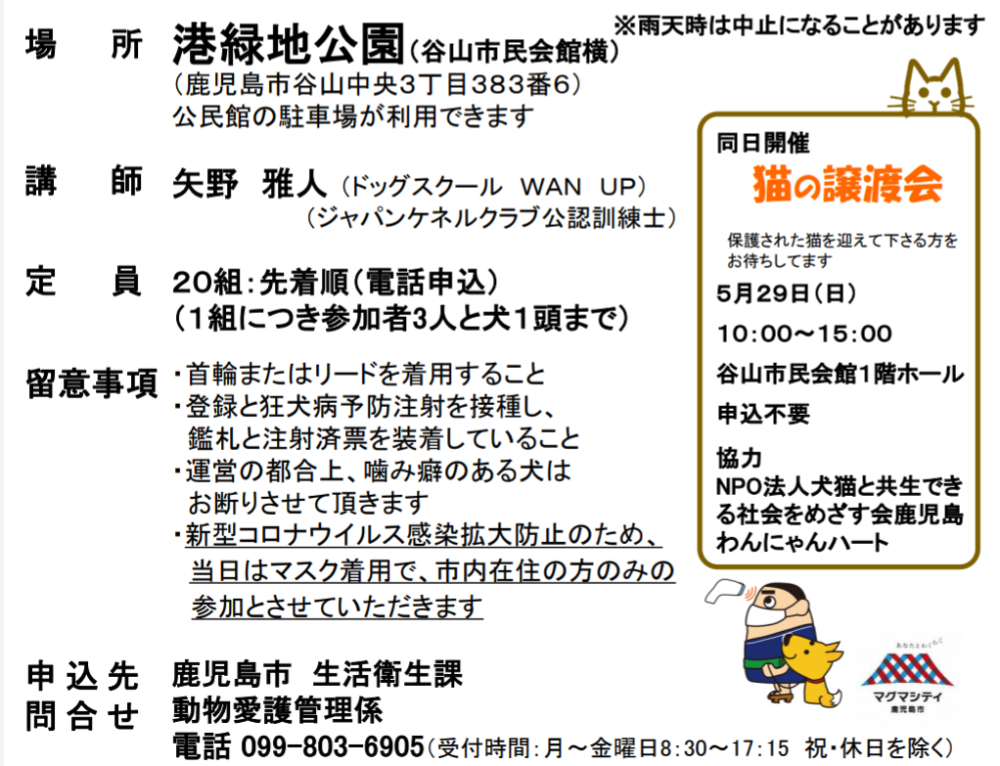 ※雨天時は中止になることがあります
場　所　港緑地公園（谷山市民会館横）
（鹿児島市谷山中央３丁目３８３番６）
公民館の駐車場が利用できます
講　師　矢野　雅人（ドッグスクール　ＷＡＮ　ＵＰ）
（ジャパンケネルクラブ公認訓練士）
定　員　２０組：先着順（電話申込）
（１組につき参加者3人と犬１頭まで）
留意事項
・首輪またはリードを着用すること
・登録と狂犬病予防注射を接種し、
鑑札と注射済票を装着していること
・運営の都合上、噛み癖のある犬は
お断りさせて頂きます
・新型コロナウイルス感染拡大防止のため、
当日はマスク着用で、市内在住の方のみの
参加とさせていただきます
同日開催
猫の譲渡会
保護された猫を迎えて下さる方を
お待ちしてます
５月２９日（日）
１０：００～１５：００
谷山市民会館１階ホール
申込不要
協力
NPO法人犬猫と共生でき
る社会をめざす会鹿児島
わんにゃんハート
あなたとわくわく
マグマシティ
鹿児島市
申込先　鹿児島市　生活衛生課
問合せ　動物愛護管理係
電話 099-803-6905（受付時間：月～金曜日8:30～17:15　祝・休日を除く）